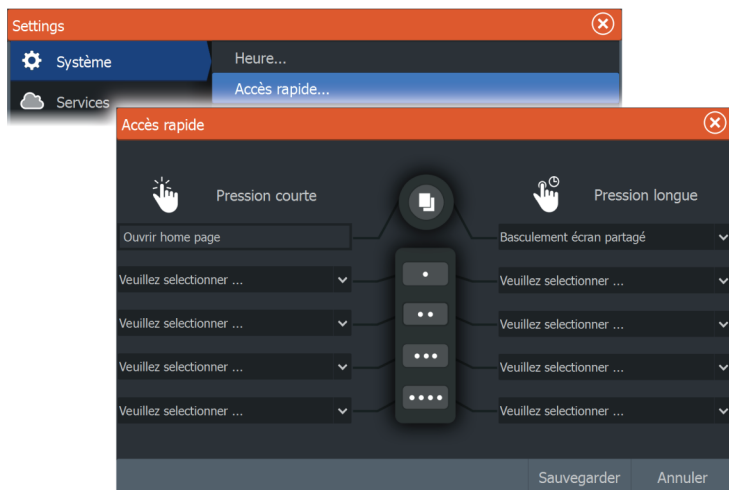 Settings
Système
Heure...
Accès rapide...
Services
Accès rapide
Pression courte
Pression longue
Ouvrir home page
Basculement écran partagé
Veuillez selectionner ...
Veuillez selectionner ...
Veuillez selectionner ...
Veuillez selectionner ...
Veuillez selectionner ...
Veuillez selectionner ...
Veuillez selectionner ...
Veuillez selectionner ...
Sauvegarder
Annuler